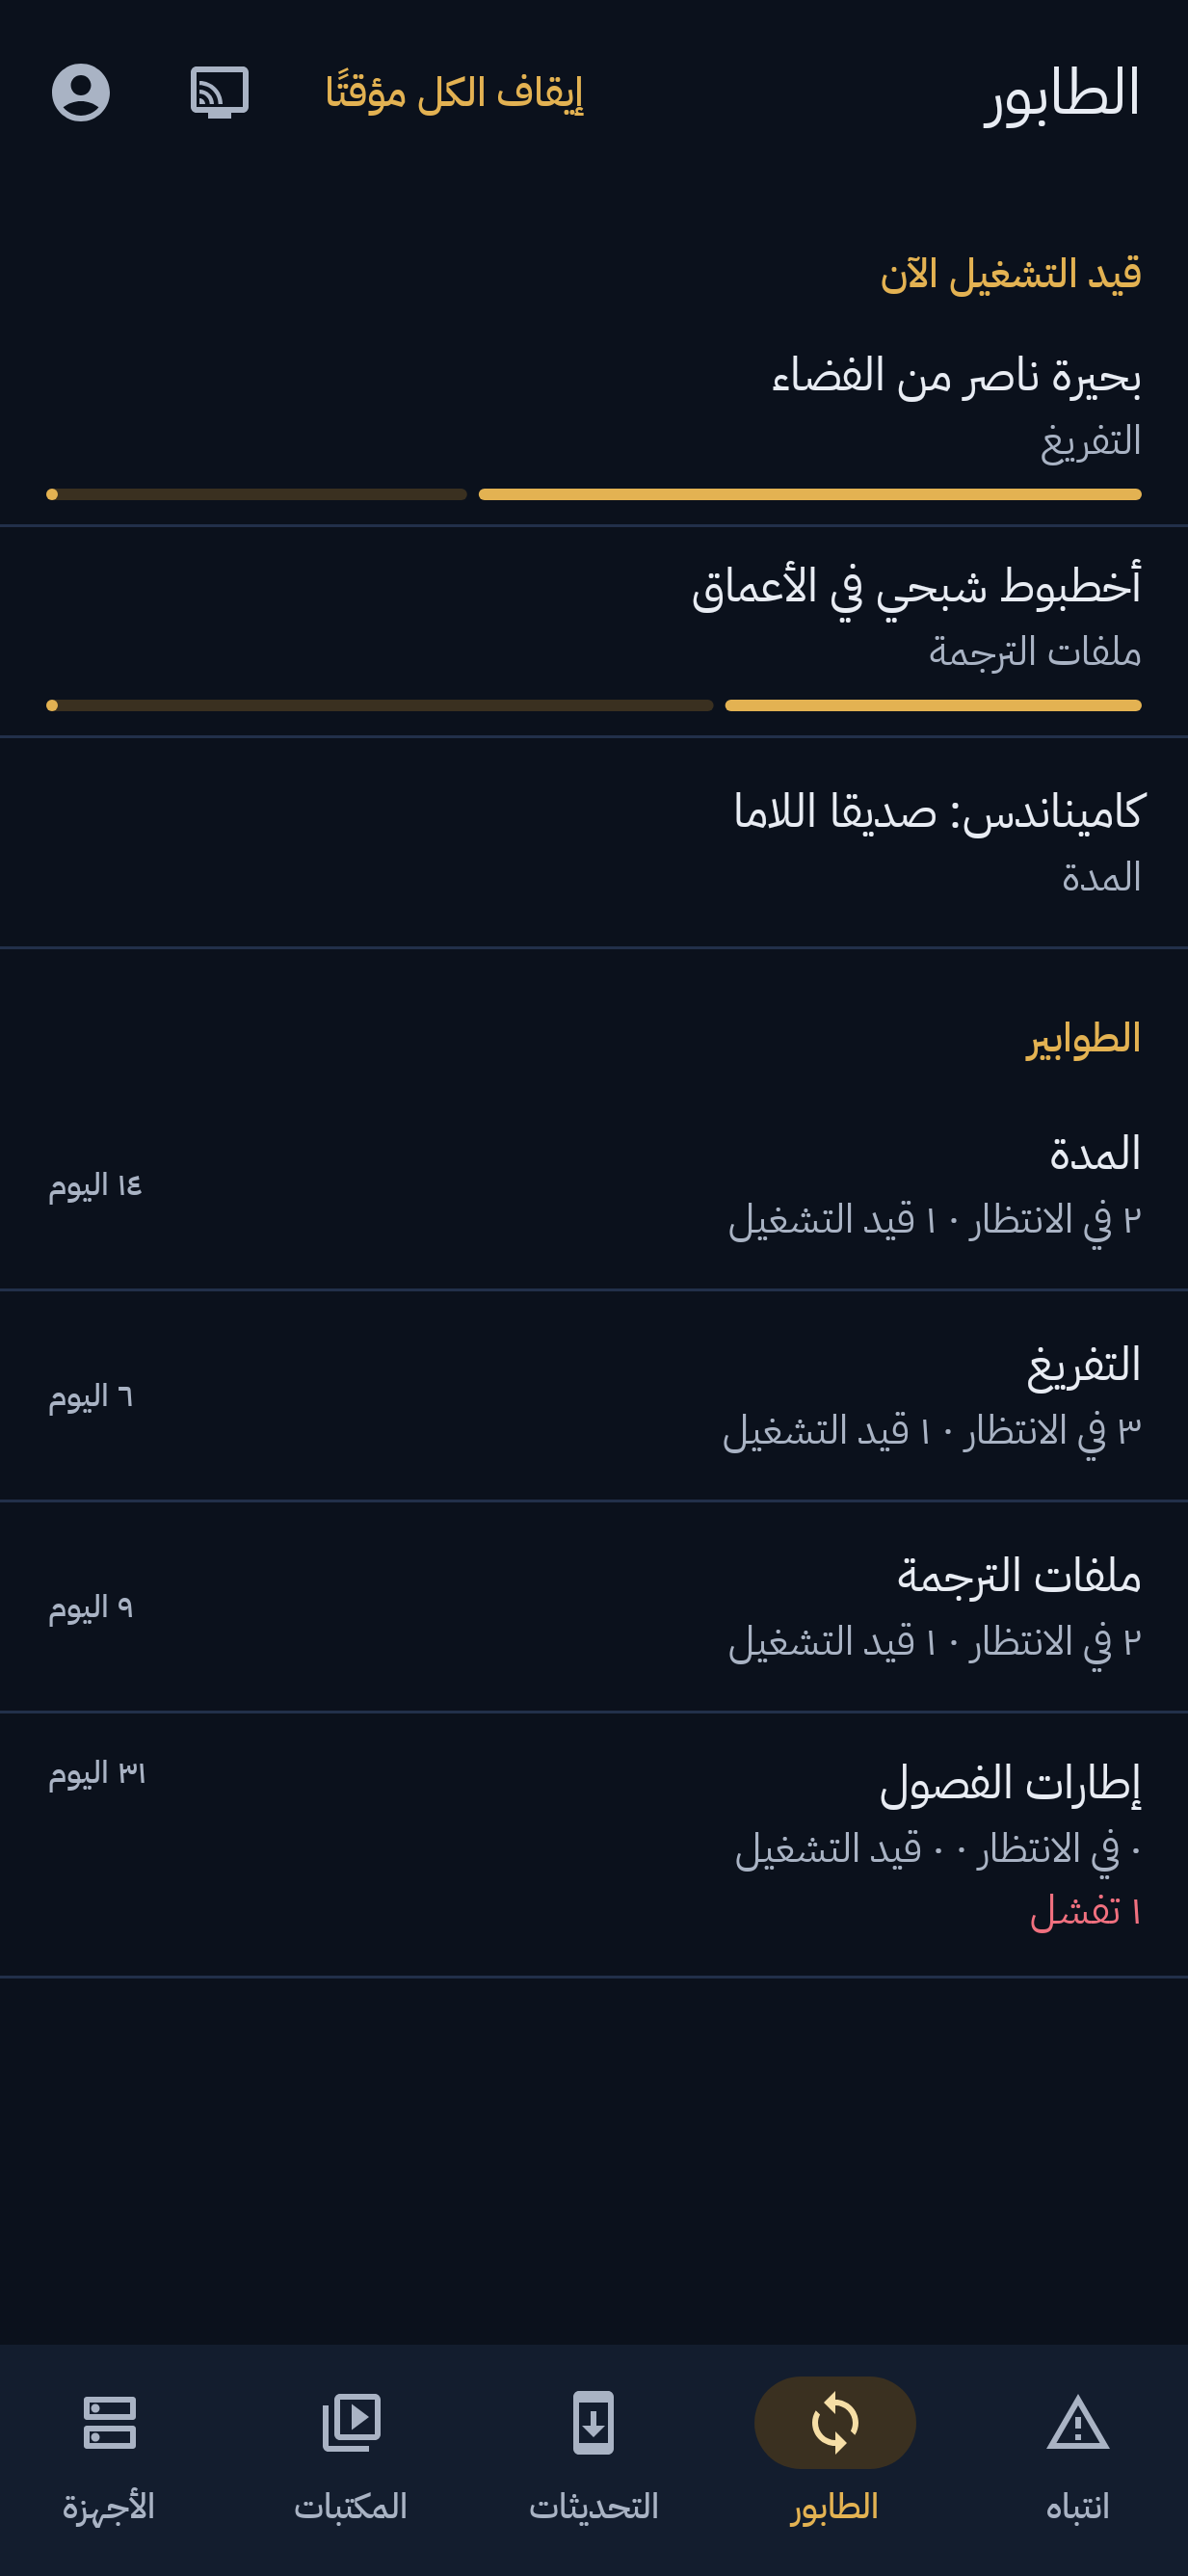 الطابور
إيقاف الكل مؤقتًا
قيد التشغيل الآن
بحيرة ناصر من الفضاء
التفريغ
أخطبوط شبحي في الأعماق
ملفات الترجمة
كاميناندس: صديقا اللاما
المدة
الطوابير
المدة
٢ في الانتظار · ١ قيد التشغيل
١٤ اليوم
التفريغ
٣ في الانتظار · ١ قيد التشغيل
٦ اليوم
ملفات الترجمة
٢ في الانتظار · ١ قيد التشغيل
٩ اليوم
إطارات الفصول
٠ في الانتظار · ٠ قيد التشغيل
١ تفشل
٣١ اليوم
انتباه
الطابور
التحديثات
المكتبات
الأجهزة